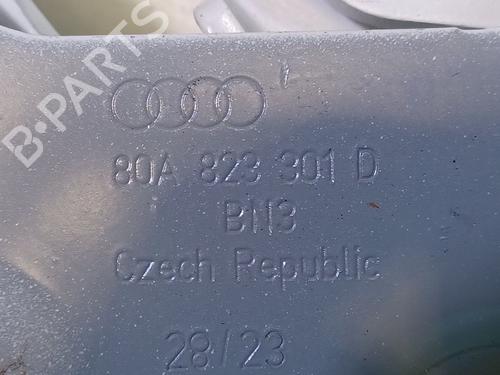 B-PARTS
80A 823 301 D
BN3
Czech Republic
28/23